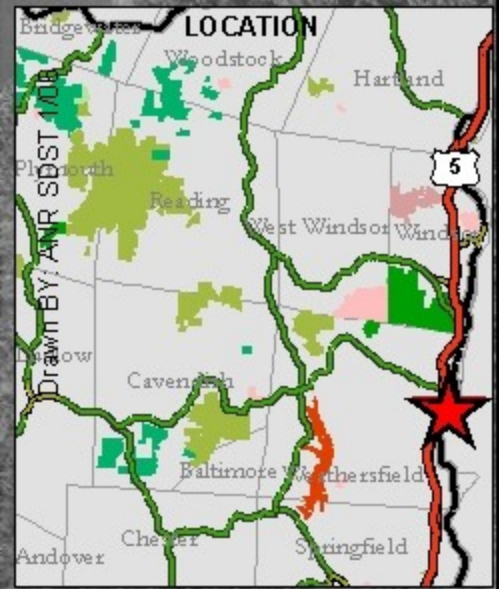 LOCATION
Bridgewater
Woodstock
Hartland
5
Plymouth
Reading
West Windsor
Windsor
Drawn BY: ANR SDST 1/0
Ludlow
Cavendish
Baltimore
Weathersfield
Chester
Springfield
Andover